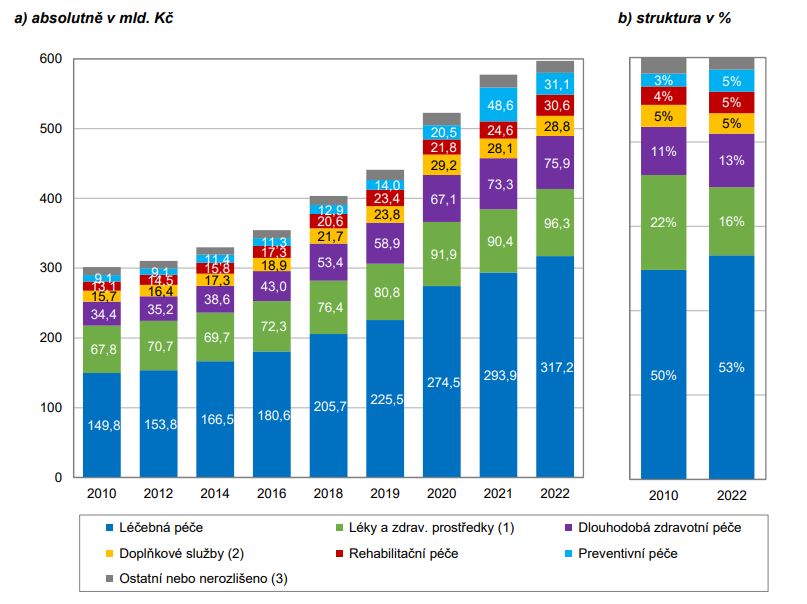 a) absolutně v mld. Kč
b) struktura v %
600
500
400
300
200
100
0
9,1 9,1 11,4 11,3 12,9 14,0 20,5 48,6 31,1
13,1 14,5 15,8 17,3 20,6 23,4 21,8 24,6 30,6
15,7 16,4 17,3 18,9 21,7 23,8 29,2 28,1 28,8
34,4 35,2 38,6 43,0 53,4 58,9 67,1 73,3 75,9
67,8 70,7 69,7 72,3 76,4 80,8 91,9 90,4 96,3
149,8 153,8 166,5 180,6 205,7 225,5 274,5 293,9 317,2
2010 2012 2014 2016 2018 2019 2020 2021 2022
3% 5%
4% 5%
5% 5%
11% 13%
22% 16%
50% 53%
2010 2022
Léčebná péče
Léky a zdrav. prostředky (1)
Dlouhodobá zdravotní péče
Doplňkové služby (2)
Rehabilitační péče
Preventivní péče
Ostatní nebo nerozlišeno (3)